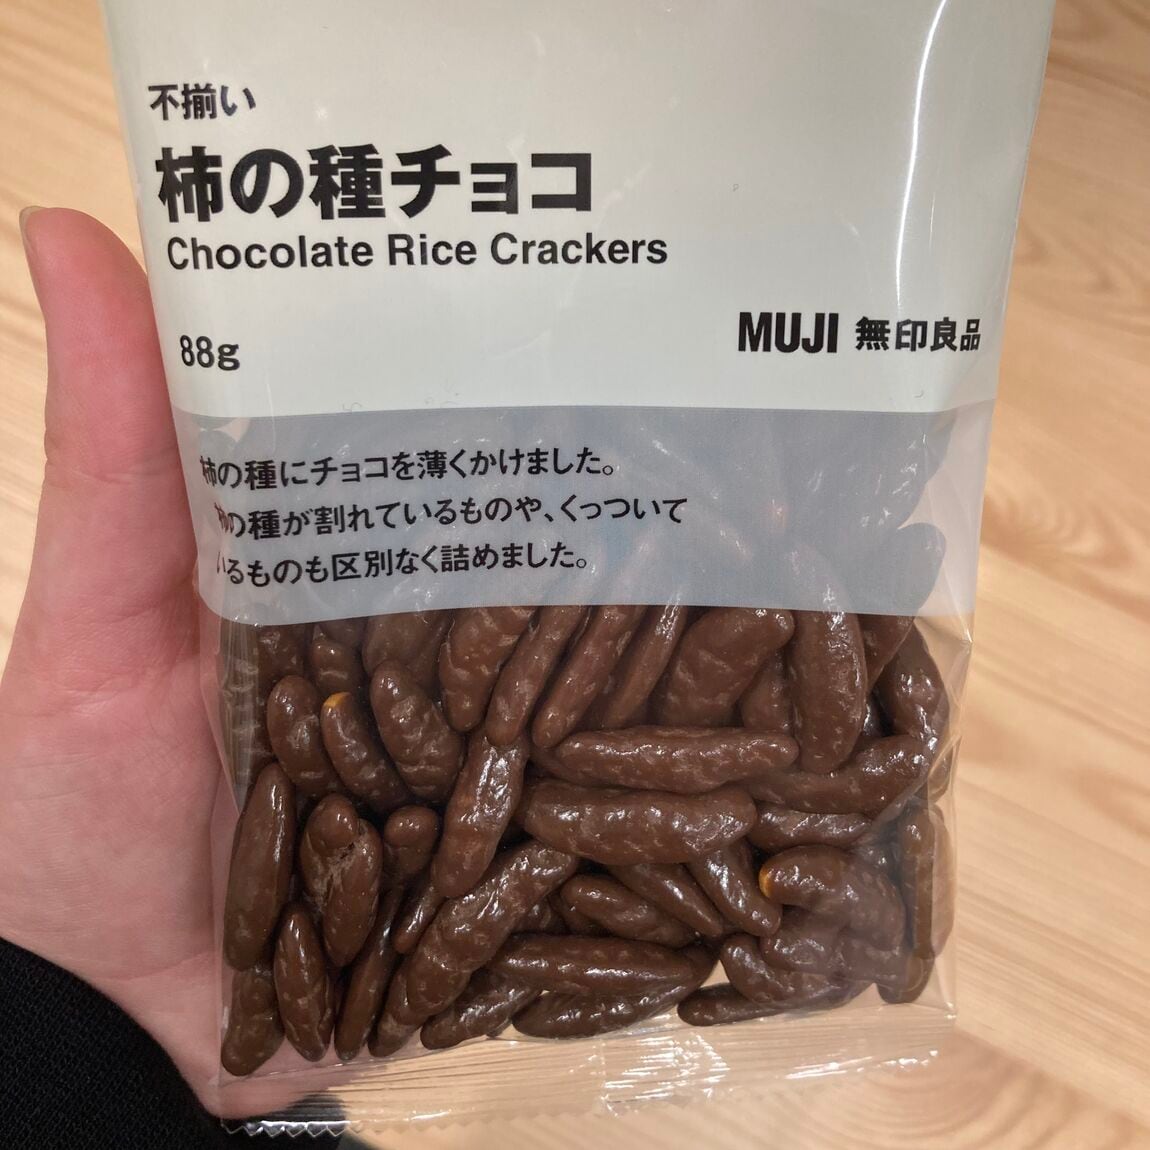 不揃い
柿の種チョコ
Chocolate Rice Crackers
88g
MUJI 無印良品
柿の種にチョコを薄くかけました。
柿の種が割れているものや、くっついて
いるものも区別なく詰めました。